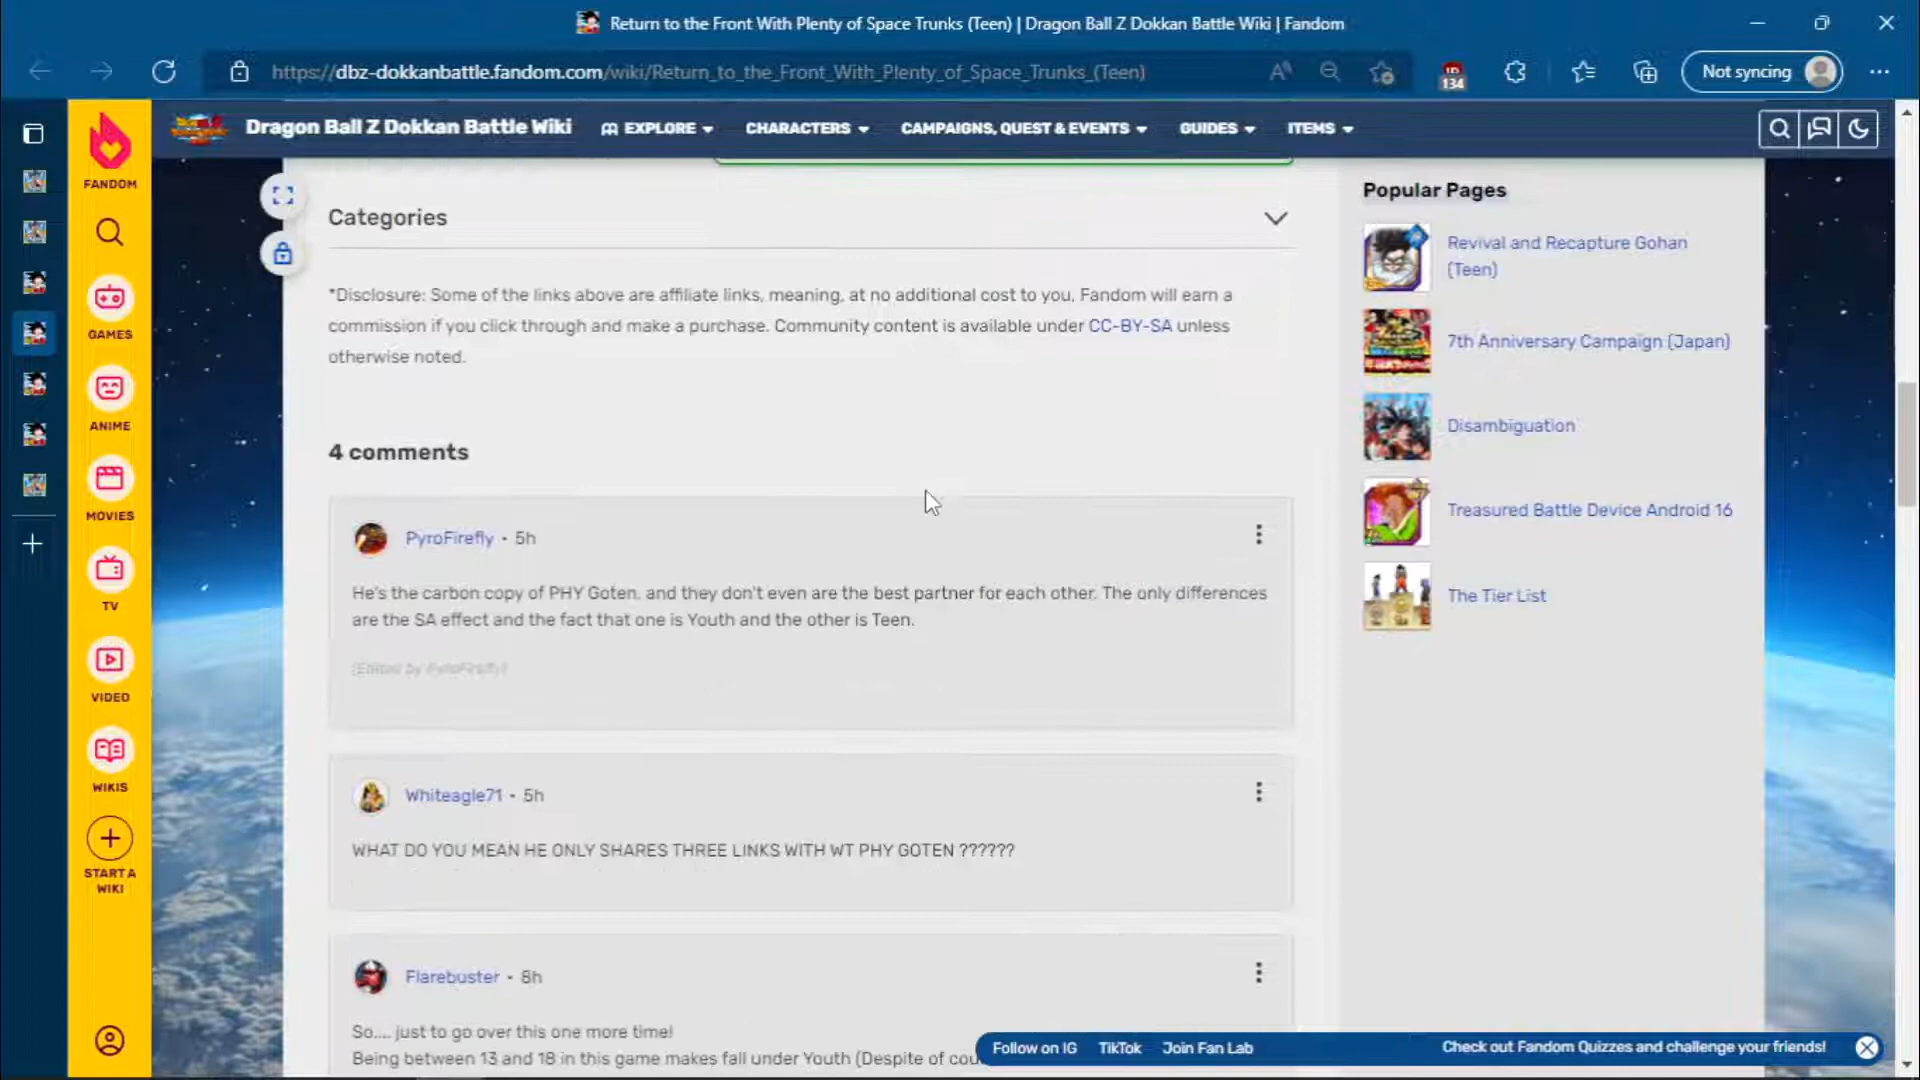 Return to the Front With Plenty of Space Trunks (Teen) | Dragon Ball Z Dokkan Battle Wiki | Fandom
https://dbz-dokkanbattle.fandom.com/wiki/Return_to_the_Front_With_Plenty_of_Space_Trunks_(Teen)
134
Not syncing
FANDOM
GAMES
ANIME
MOVIES
TV
VIDEO
WIKIS
START A
WIKI
Dragon Ball Z Dokkan Battle Wiki
EXPLORE
CHARACTERS
CAMPAIGNS, QUEST & EVENTS
GUIDES
ITEMS
Categories
*Disclosure: Some of the links above are affiliate links, meaning, at no additional cost to you, Fandom will earn a
commission if you click through and make a purchase. Community content is available under CC-BY-SA unless
otherwise noted.
4 comments
PyroFirefly • 5h
He's the carbon copy of PHY Goten, and they don't even are the best partner for each other. The only differences
are the SA effect and the fact that one is Youth and the other is Teen.
(Edited by PyroFirefly)
Whiteagle71 • 5h
WHAT DO YOU MEAN HE ONLY SHARES THREE LINKS WITH WT PHY GOTEN ??????
Flarebuster • 8h
So.... just to go over this one more time!
Being between 13 and 18 in this game makes fall under Youth (Despite of cou
Popular Pages
Revival and Recapture Gohan
(Teen)
7th Anniversary Campaign (Japan)
Disambiguation
Treasured Battle Device Android 16
The Tier List
Follow on IG
TikTok
Join Fan Lab
Check out Fandom Quizzes and challenge your friends!